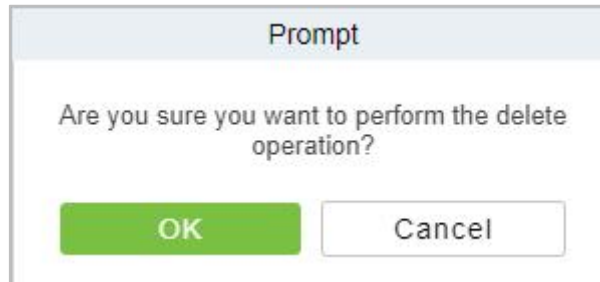 Prompt
Are you sure you want to perform the delete
operation?
OK
Cancel